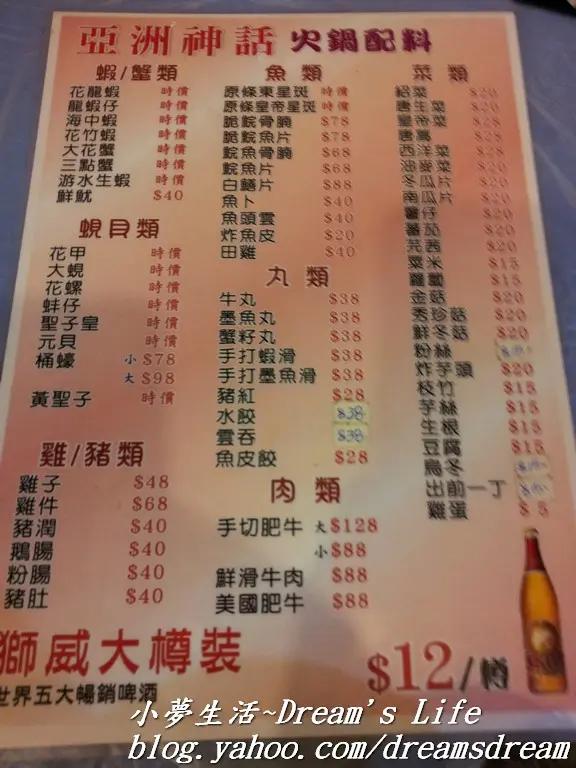 亞洲神話 火鍋配料
蝦/蟹類
花龍蝦 時價
龍蝦仔 時價
海中蝦 時價
花竹蝦 時價
大花蟹 時價
三點蟹 時價
游水生蝦 時價
鮮魷 $40
蜆貝類
花甲 時價
大蜆 時價
花螺 時價
蚌仔 時價
聖子皇 時價
元貝 時價
桶蠔 小 $78
大 $98
黃聖子 時價
雞/豬類
雞子 $48
雞件 $68
豬潤 $40
鵝腸 $40
粉腸 $40
豬肚 $40
魚類
原條東星斑 時價
原條皇帝星斑 時價
脆鯇骨腩 $78
脆鯇魚片 $78
鯇魚骨腩 $68
鯇魚片 $68
白鱔片 $88
魚卜 $40
魚頭雲 $40
炸魚皮 $20
田雞 $40
丸類
牛丸 $38
墨魚丸 $38
蟹籽丸 $38
手打蝦滑 $38
手打墨魚滑 $38
豬紅 $28
水餃 $38
雲吞 $38
魚皮餃 $28
肉類
手切肥牛 大 $128
小 $88
鮮滑牛肉 $88
美國肥牛 $88
菜類
紹菜 $20
唐生菜 $20
皇帝菜 $28
唐蒿 $28
西洋菜 $28
油麥菜 $20
冬瓜片 $20
南瓜片 $20
薯仔 $20
蕃茄 $20
芫茜 $20
粟米 $15
蘿蔔 $15
金菇 $20
秀珍菇 $20
鮮冬菇 $20
粉絲
炸芋頭 $20
枝竹 $15
芋絲 $15
生根 $15
豆腐 $15
烏冬
出前一丁
雞蛋 $5
獅威大樽裝
世界五大暢銷啤酒
$12/樽
小夢生活~Dream's Life
blog.yahoo.com/dreamsdream